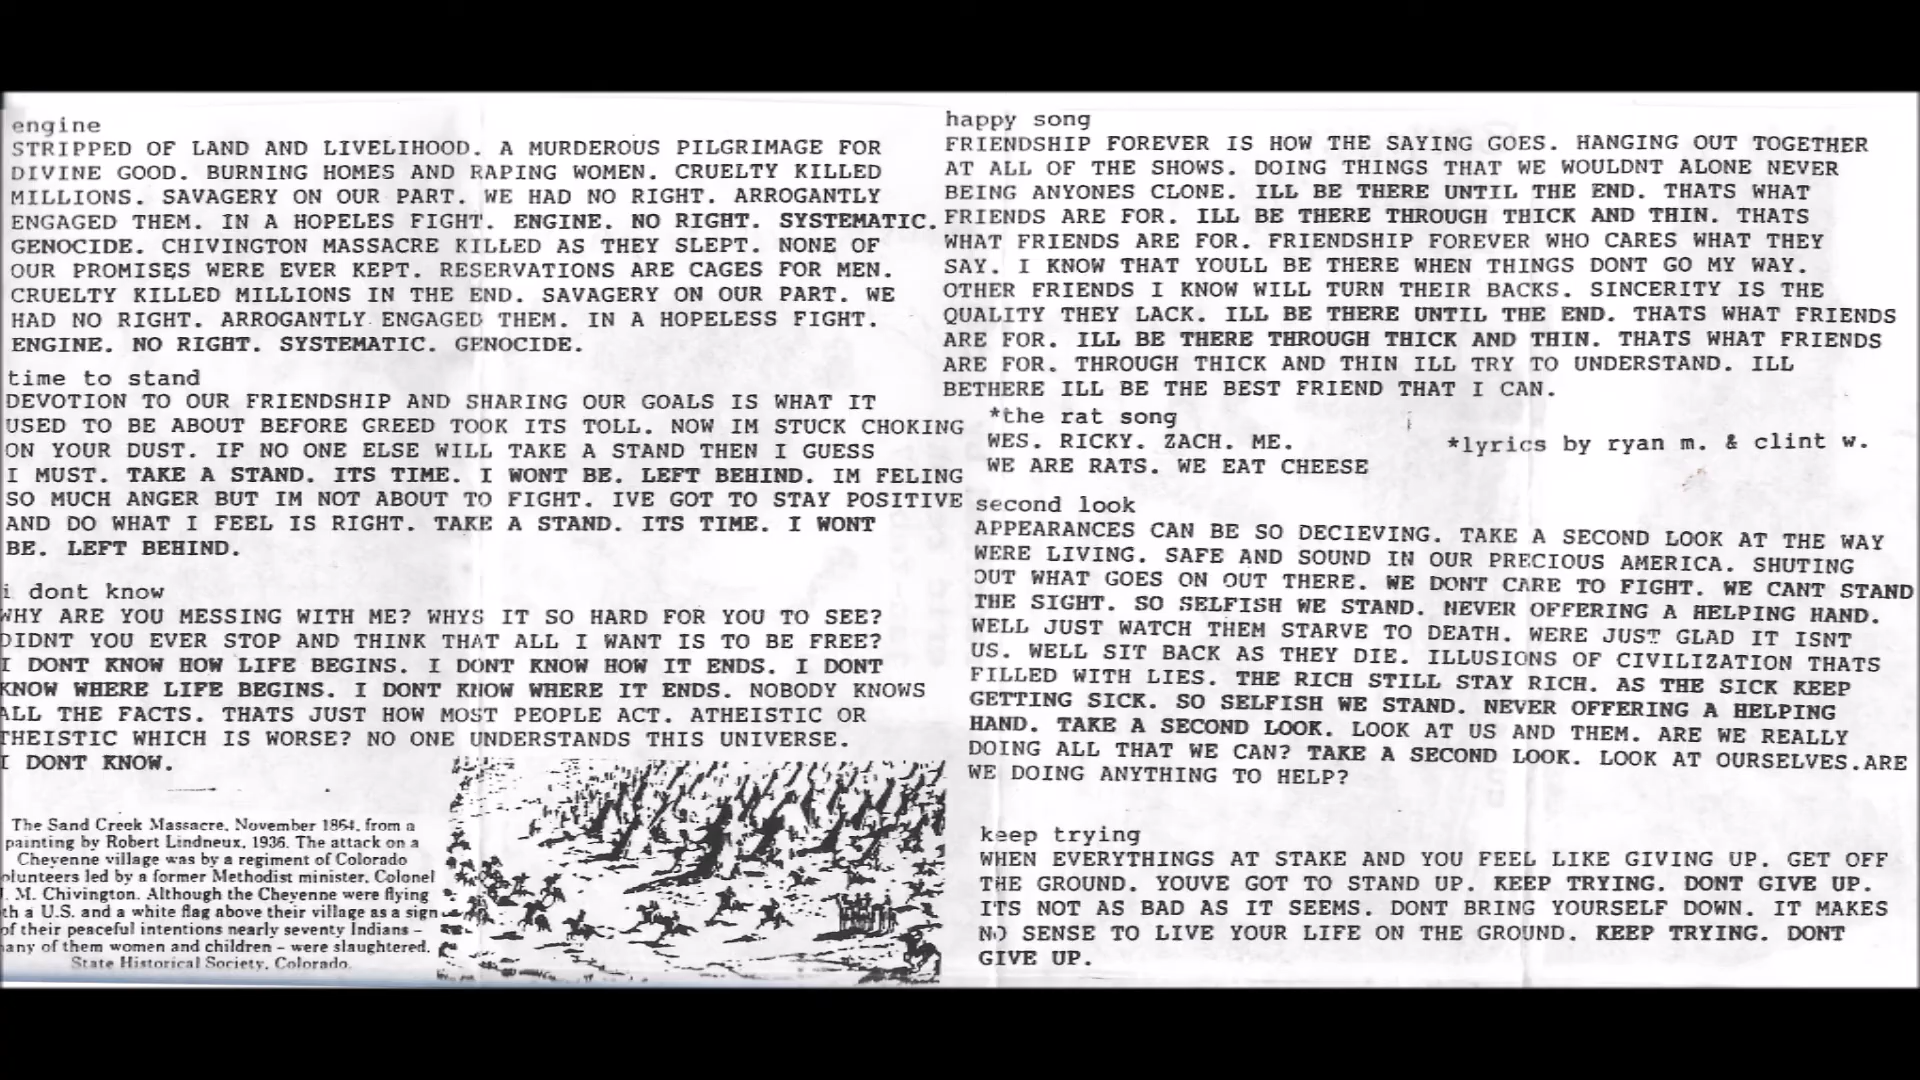 engine
STRIPPED OF LAND AND LIVELIHOOD. A MURDEROUS PILGRIMAGE FOR
DIVINE GOOD. BURNING HOMES AND RAPING WOMEN. CRUELTY KILLED
MILLIONS. SAVAGERY ON OUR PART. WE HAD NO RIGHT. ARROGANTLY
ENGAGED THEM. IN A HOPELES FIGHT. ENGINE. NO RIGHT. SYSTEMATIC.
GENOCIDE. CHIVINGTON MASSACRE KILLED AS THEY SLEPT. NONE OF
OUR PROMISES WERE EVER KEPT. RESERVATIONS ARE CAGES FOR MEN.
CRUELTY KILLED MILLIONS IN THE END. SAVAGERY ON OUR PART. WE
HAD NO RIGHT. ARROGANTLY ENGAGED THEM. IN A HOPELESS FIGHT.
ENGINE. NO RIGHT. SYSTEMATIC. GENOCIDE.
time to stand
DEVOTION TO OUR FRIENDSHIP AND SHARING OUR GOALS IS WHAT IT
USED TO BE ABOUT BEFORE GREED TOOK ITS TOLL. NOW IM STUCK CHOKING
ON YOUR DUST. IF NO ONE ELSE WILL TAKE A STAND THEN I GUESS
I MUST. TAKE A STAND. ITS TIME. I WONT BE. LEFT BEHIND. IM FELING
SO MUCH ANGER BUT IM NOT ABOUT TO FIGHT. IVE GOT TO STAY POSITIVE
AND DO WHAT I FEEL IS RIGHT. TAKE A STAND. ITS TIME. I WONT
BE. LEFT BEHIND.
i dont know
WHY ARE YOU MESSING WITH ME? WHYS IT SO HARD FOR YOU TO SEE?
DIDNT YOU EVER STOP AND THINK THAT ALL I WANT IS TO BE FREE?
I DONT KNOW HOW LIFE BEGINS. I DONT KNOW HOW IT ENDS. I DONT
KNOW WHERE LIFE BEGINS. I DONT KNOW WHERE IT ENDS. NOBODY KNOWS
ALL THE FACTS. THATS JUST HOW MOST PEOPLE ACT. ATHEISTIC OR
THEISTIC WHICH IS WORSE? NO ONE UNDERSTANDS THIS UNIVERSE.
I DONT KNOW.
The Sand Creek Massacre, November 1864, from a
painting by Robert Lindneux, 1936. The attack on a
Cheyenne village was by a regiment of Colorado
olunteers led by a former Methodist minister, Colonel
. M. Chivington. Although the Cheyenne were flying
th a U.S. and a white flag above their village as a sign
of their peaceful intentions nearly seventy Indians –
any of them women and children – were slaughtered.
State Historical Society, Colorado.
happy song
FRIENDSHIP FOREVER IS HOW THE SAYING GOES. HANGING OUT TOGETHER
AT ALL OF THE SHOWS. DOING THINGS THAT WE WOULDNT ALONE NEVER
BEING ANYONES CLONE. ILL BE THERE UNTIL THE END. THATS WHAT
FRIENDS ARE FOR. ILL BE THERE THROUGH THICK AND THIN. THATS
WHAT FRIENDS ARE FOR. FRIENDSHIP FOREVER WHO CARES WHAT THEY
SAY. I KNOW THAT YOULL BE THERE WHEN THINGS DONT GO MY WAY.
OTHER FRIENDS I KNOW WILL TURN THEIR BACKS. SINCERITY IS THE
QUALITY THEY LACK. ILL BE THERE UNTIL THE END. THATS WHAT FRIENDS
ARE FOR. ILL BE THERE THROUGH THICK AND THIN. THATS WHAT FRIENDS
ARE FOR. THROUGH THICK AND THIN ILL TRY TO UNDERSTAND. ILL
BETHERE ILL BE THE BEST FRIEND THAT I CAN.
*the rat song
WES. RICKY. ZACH. ME.
WE ARE RATS. WE EAT CHEESE
*lyrics by ryan m. & clint w.
second look
APPEARANCES CAN BE SO DECIEVING. TAKE A SECOND LOOK AT THE WAY
WERE LIVING. SAFE AND SOUND IN OUR PRECIOUS AMERICA. SHUTING
OUT WHAT GOES ON OUT THERE. WE DONT CARE TO FIGHT. WE CANT STAND
THE SIGHT. SO SELFISH WE STAND. NEVER OFFERING A HELPING HAND.
WELL JUST WATCH THEM STARVE TO DEATH. WERE JUST GLAD IT ISNT
US. WELL SIT BACK AS THEY DIE. ILLUSIONS OF CIVILIZATION THATS
FILLED WITH LIES. THE RICH STILL STAY RICH. AS THE SICK KEEP
GETTING SICK. SO SELFISH WE STAND. NEVER OFFERING A HELPING
HAND. TAKE A SECOND LOOK. LOOK AT US AND THEM. ARE WE REALLY
DOING ALL THAT WE CAN? TAKE A SECOND LOOK. LOOK AT OURSELVES.ARE
WE DOING ANYTHING TO HELP?
keep trying
WHEN EVERYTHINGS AT STAKE AND YOU FEEL LIKE GIVING UP. GET OFF
THE GROUND. YOUVE GOT TO STAND UP. KEEP TRYING. DONT GIVE UP.
ITS NOT AS BAD AS IT SEEMS. DONT BRING YOURSELF DOWN. IT MAKES
NO SENSE TO LIVE YOUR LIFE ON THE GROUND. KEEP TRYING. DONT
GIVE UP.